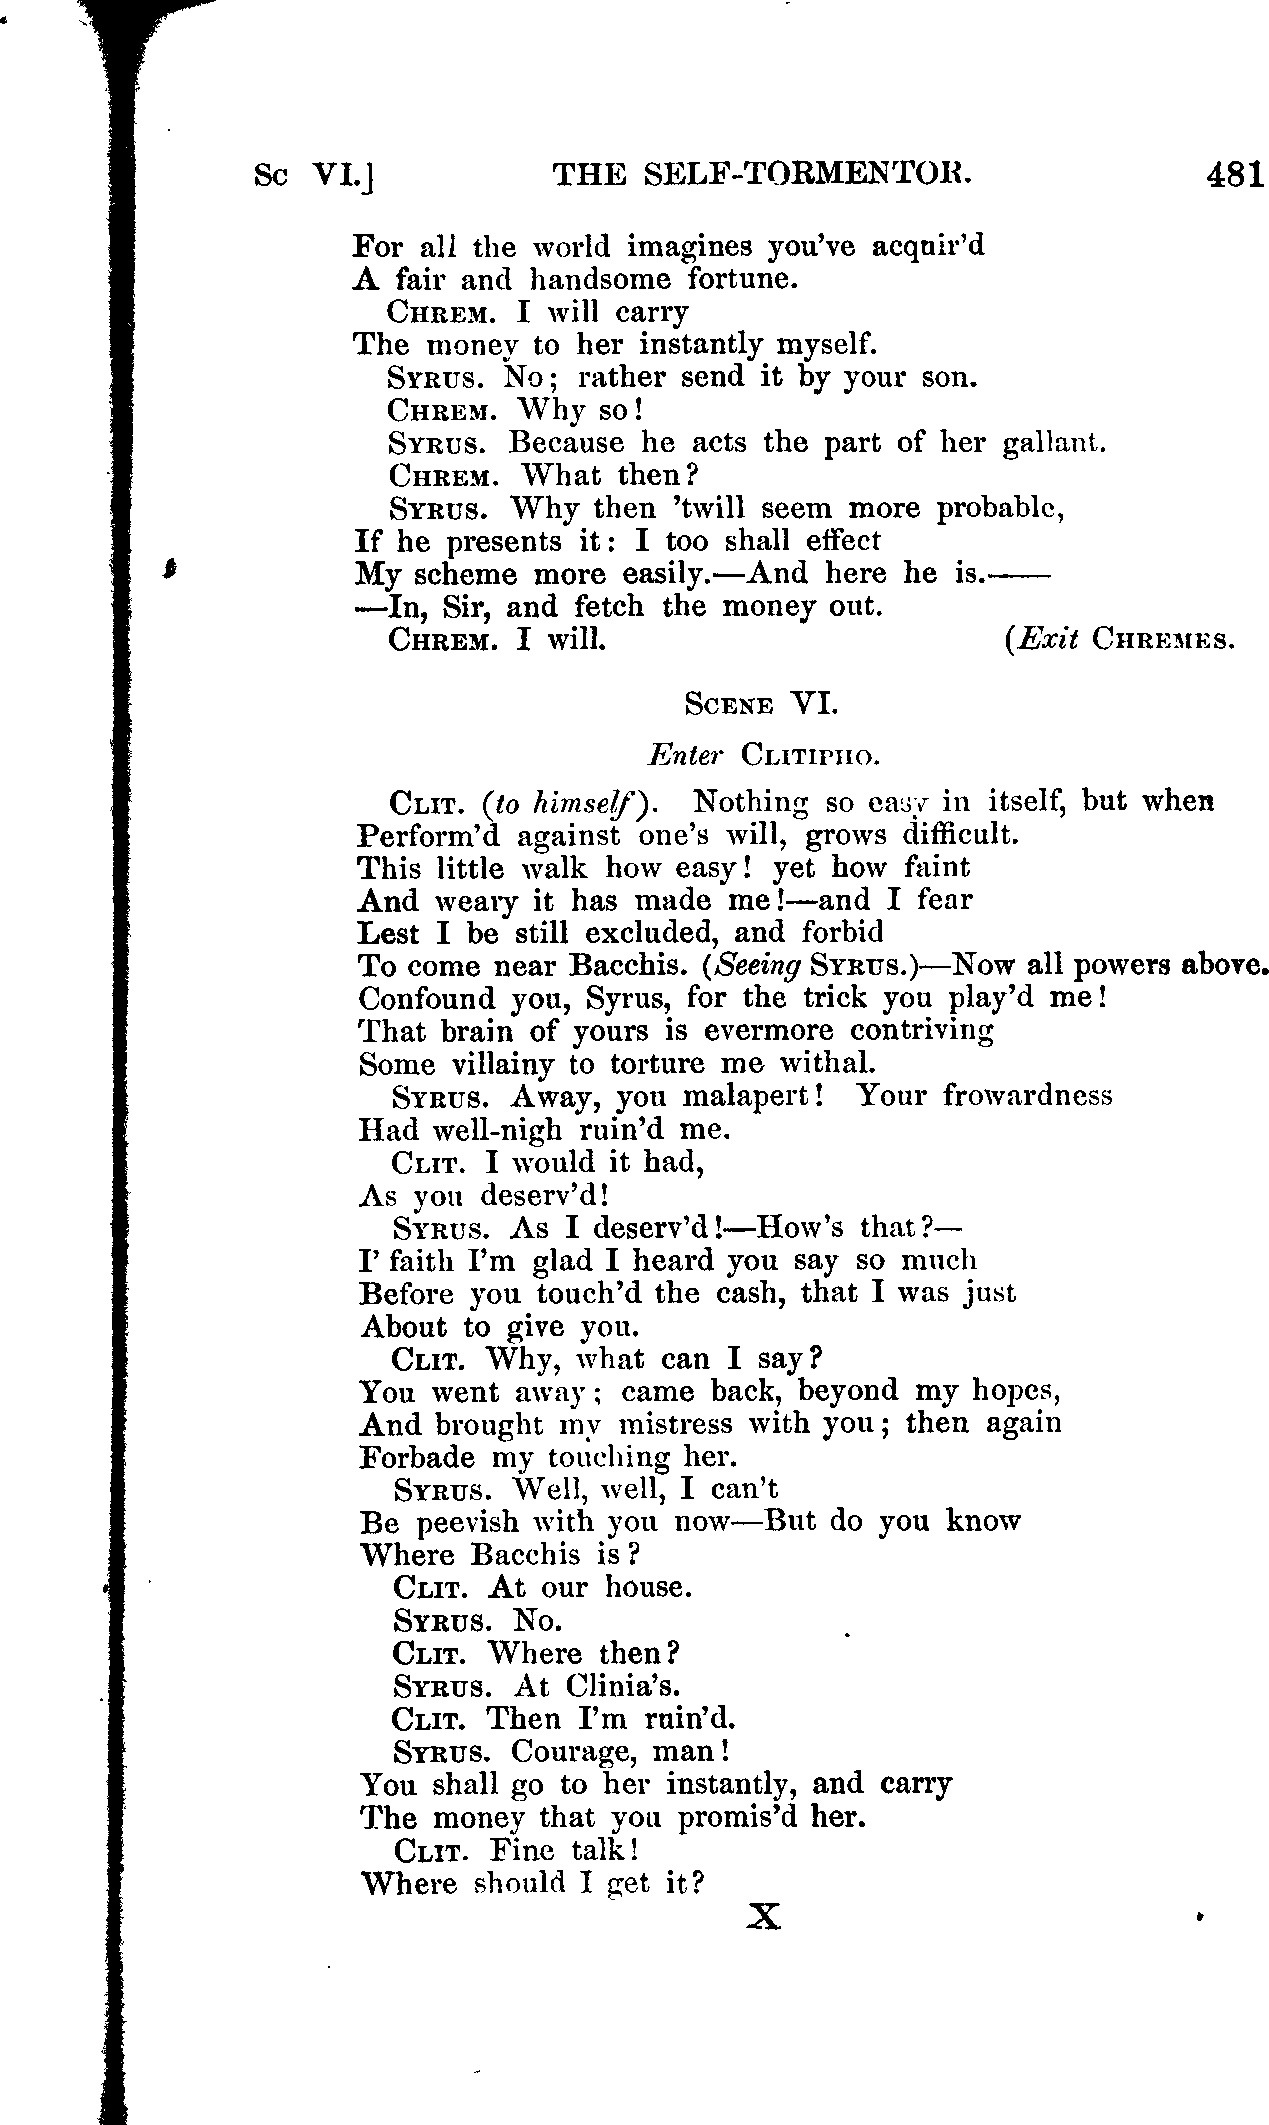 Sc VI.] THE SELF-TORMENTOR. 481
For all the world imagines you've acquir'd
A fair and handsome fortune.
CHREM. I will carry
The money to her instantly myself.
SYRUS. No; rather send it by your son.
CHREM. Why so!
SYRUS. Because he acts the part of her gallant.
CHREM. What then?
SYRUS. Why then 'twill seem more probable,
If he presents it: I too shall effect
My scheme more easily.—And here he is.——
—In, Sir, and fetch the money out.
CHREM. I will. (Exit CHREMES.
SCENE VI.
Enter CLITIPHO.
CLIT. (to himself). Nothing so easy in itself, but when
Perform'd against one's will, grows difficult.
This little walk how easy! yet how faint
And weary it has made me!—and I fear
Lest I be still excluded, and forbid
To come near Bacchis. (Seeing SYRUS.)—Now all powers above.
Confound you, Syrus, for the trick you play'd me!
That brain of yours is evermore contriving
Some villainy to torture me withal.
SYRUS. Away, you malapert! Your frowardness
Had well-nigh ruin'd me.
CLIT. I would it had,
As you deserv'd!
SYRUS. As I deserv'd!—How's that?—
I' faith I'm glad I heard you say so much
Before you touch'd the cash, that I was just
About to give you.
CLIT. Why, what can I say?
You went away; came back, beyond my hopes,
And brought my mistress with you; then again
Forbade my touching her.
SYRUS. Well, well, I can't
Be peevish with you now—But do you know
Where Bacchis is?
CLIT. At our house.
SYRUS. No.
CLIT. Where then?
SYRUS. At Clinia's.
CLIT. Then I'm ruin'd.
SYRUS. Courage, man!
You shall go to her instantly, and carry
The money that you promis'd her.
CLIT. Fine talk!
Where should I get it?
X